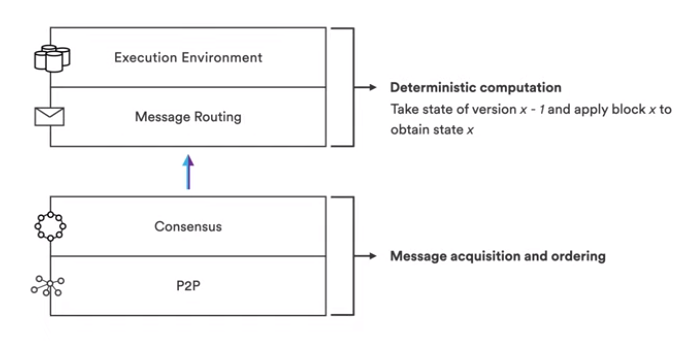 Execution Environment
Message Routing
Deterministic computation
Take state of version x - 1 and apply block x to
obtain state x
Consensus
P2P
Message acquisition and ordering